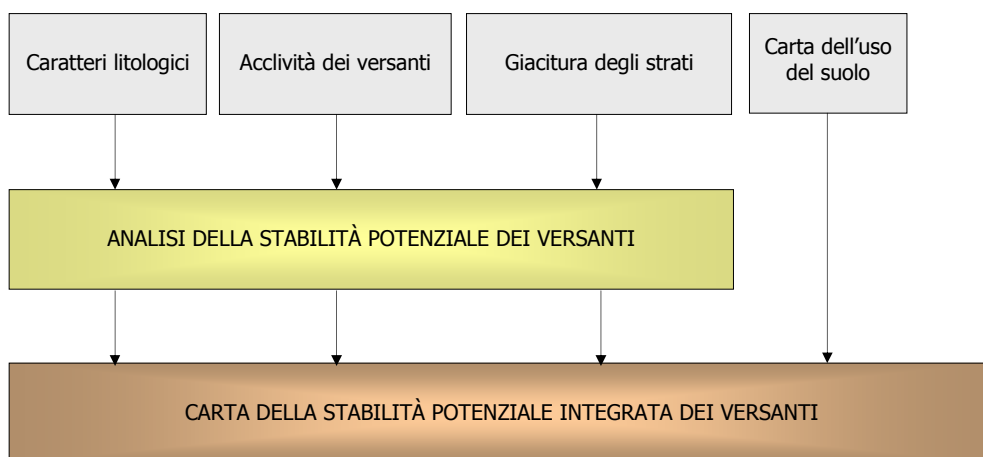 Caratteri litologici
Acclività dei versanti
Giacitura degli strati
Carta dell’uso
del suolo
ANALISI DELLA STABILITÀ POTENZIALE DEI VERSANTI
CARTA DELLA STABILITÀ POTENZIALE INTEGRATA DEI VERSANTI